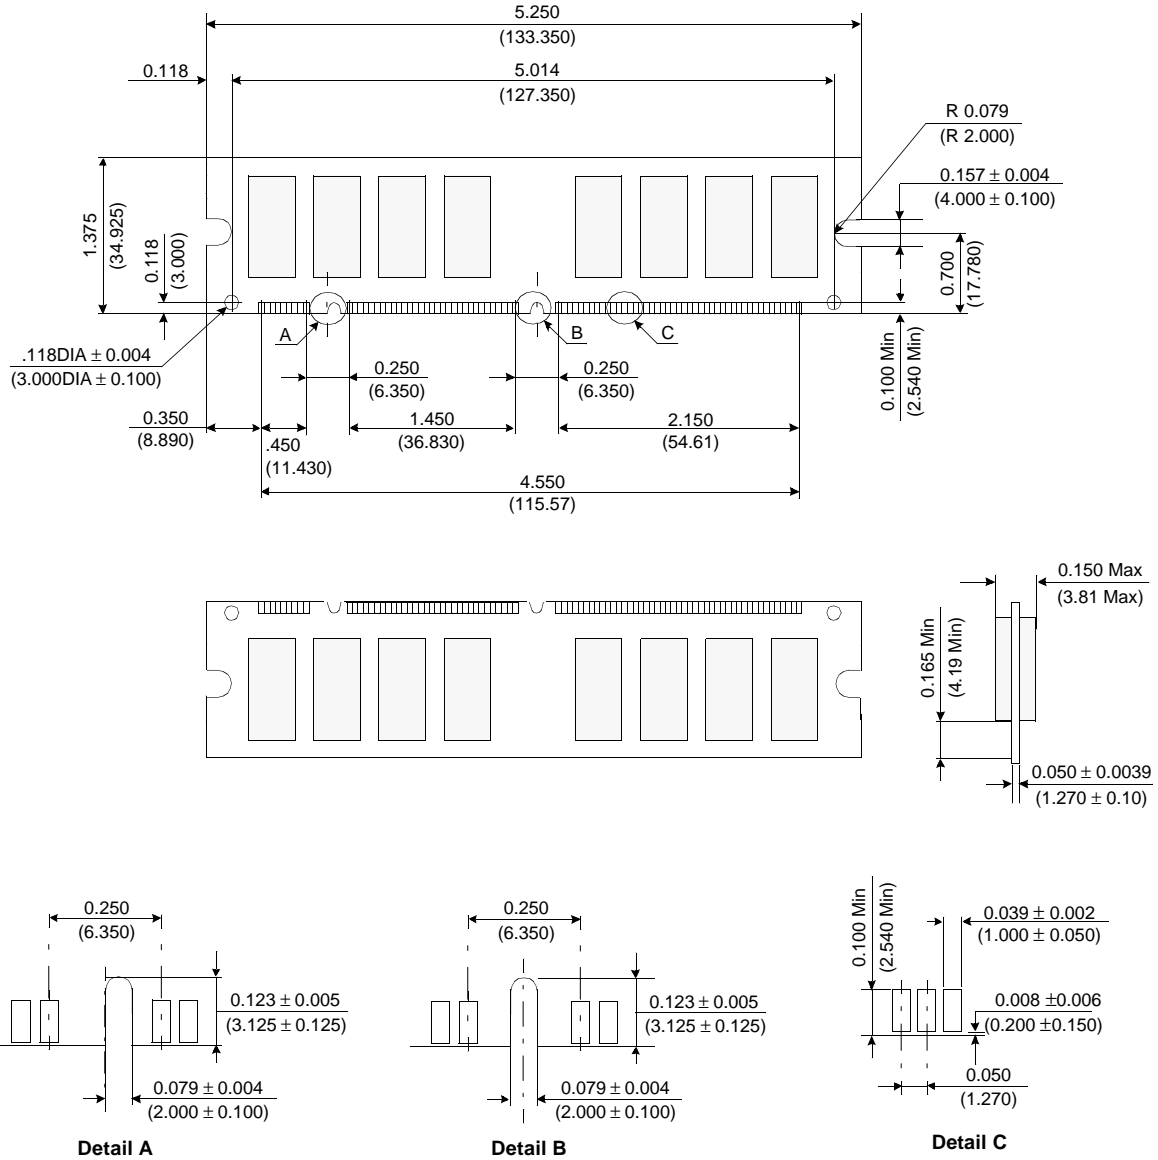 5.250
(133.350)
0.118
5.014
(127.350)
R 0.079
(R 2.000)
0.157 ± 0.004
(4.000 ± 0.100)
1.375
(34.925)
0.118
(3.000)
0.700
(17.780)
A
B
C
.118DIA ± 0.004
(3.000DIA ± 0.100)
0.250
(6.350)
0.250
(6.350)
0.100 Min
(2.540 Min)
0.350
(8.890)
.450
(11.430)
1.450
(36.830)
2.150
(54.61)
4.550
(115.57)
0.150 Max
(3.81 Max)
0.165 Min
(4.19 Min)
0.050 ± 0.0039
(1.270 ± 0.10)
0.250
(6.350)
0.123 ± 0.005
(3.125 ± 0.125)
0.079 ± 0.004
(2.000 ± 0.100)
Detail A
0.250
(6.350)
0.123 ± 0.005
(3.125 ± 0.125)
0.079 ± 0.004
(2.000 ± 0.100)
Detail B
0.100 Min
(2.540 Min)
0.039 ± 0.002
(1.000 ± 0.050)
0.008 ±0.006
(0.200 ±0.150)
0.050
(1.270)
Detail C